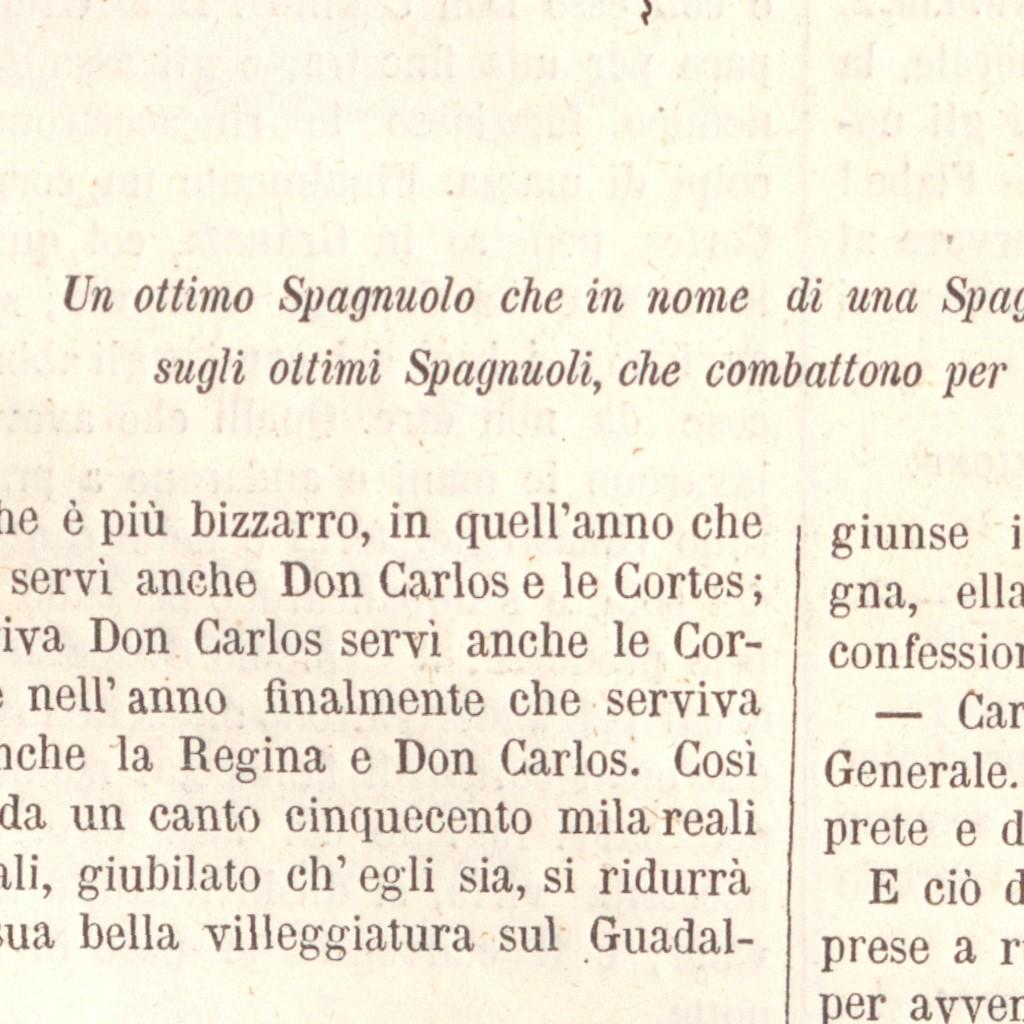 Un ottimo Spagnuolo che in nome di una Spag
sugli ottimi Spagnuoli, che combattono per
he è più bizzarro, in quell'anno che
servì anche Don Carlos e le Cortes;
iva Don Carlos servì anche le Cor-
e nell' anno finalmente che serviva
nche la Regina e Don Carlos. Così
da un canto cinquecento mila reali
ali, giubilato ch' egli sia, si ridurrà
sua bella villeggiatura sul Guadal-
giunse i
gna, ella
confession
— Car
Generale.
prete e d
E ciò d
prese a r
per avven